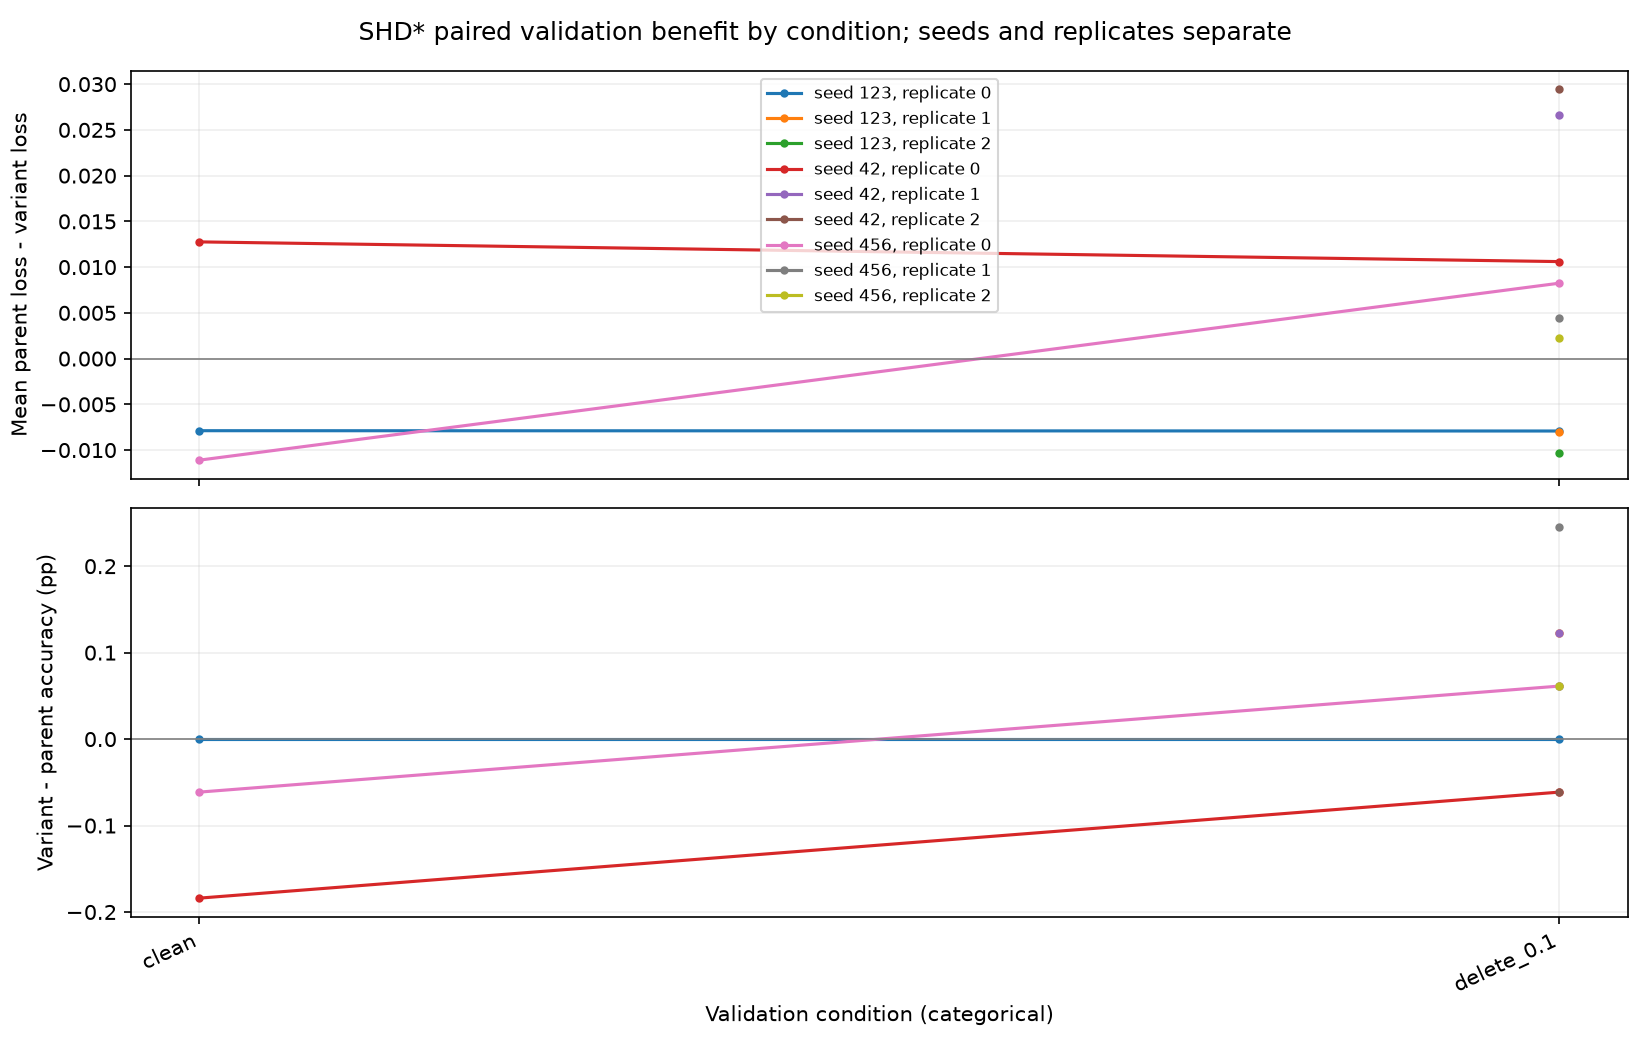 SHD* paired validation benefit by condition; seeds and replicates separate
Mean parent loss - variant loss
0.030
0.025
0.020
0.015
0.010
0.005
0.000
−0.005
−0.010
seed 123, replicate 0
seed 123, replicate 1
seed 123, replicate 2
seed 42, replicate 0
seed 42, replicate 1
seed 42, replicate 2
seed 456, replicate 0
seed 456, replicate 1
seed 456, replicate 2
Variant - parent accuracy (pp)
0.2
0.1
0.0
−0.1
−0.2
clean
delete_0.1
Validation condition (categorical)